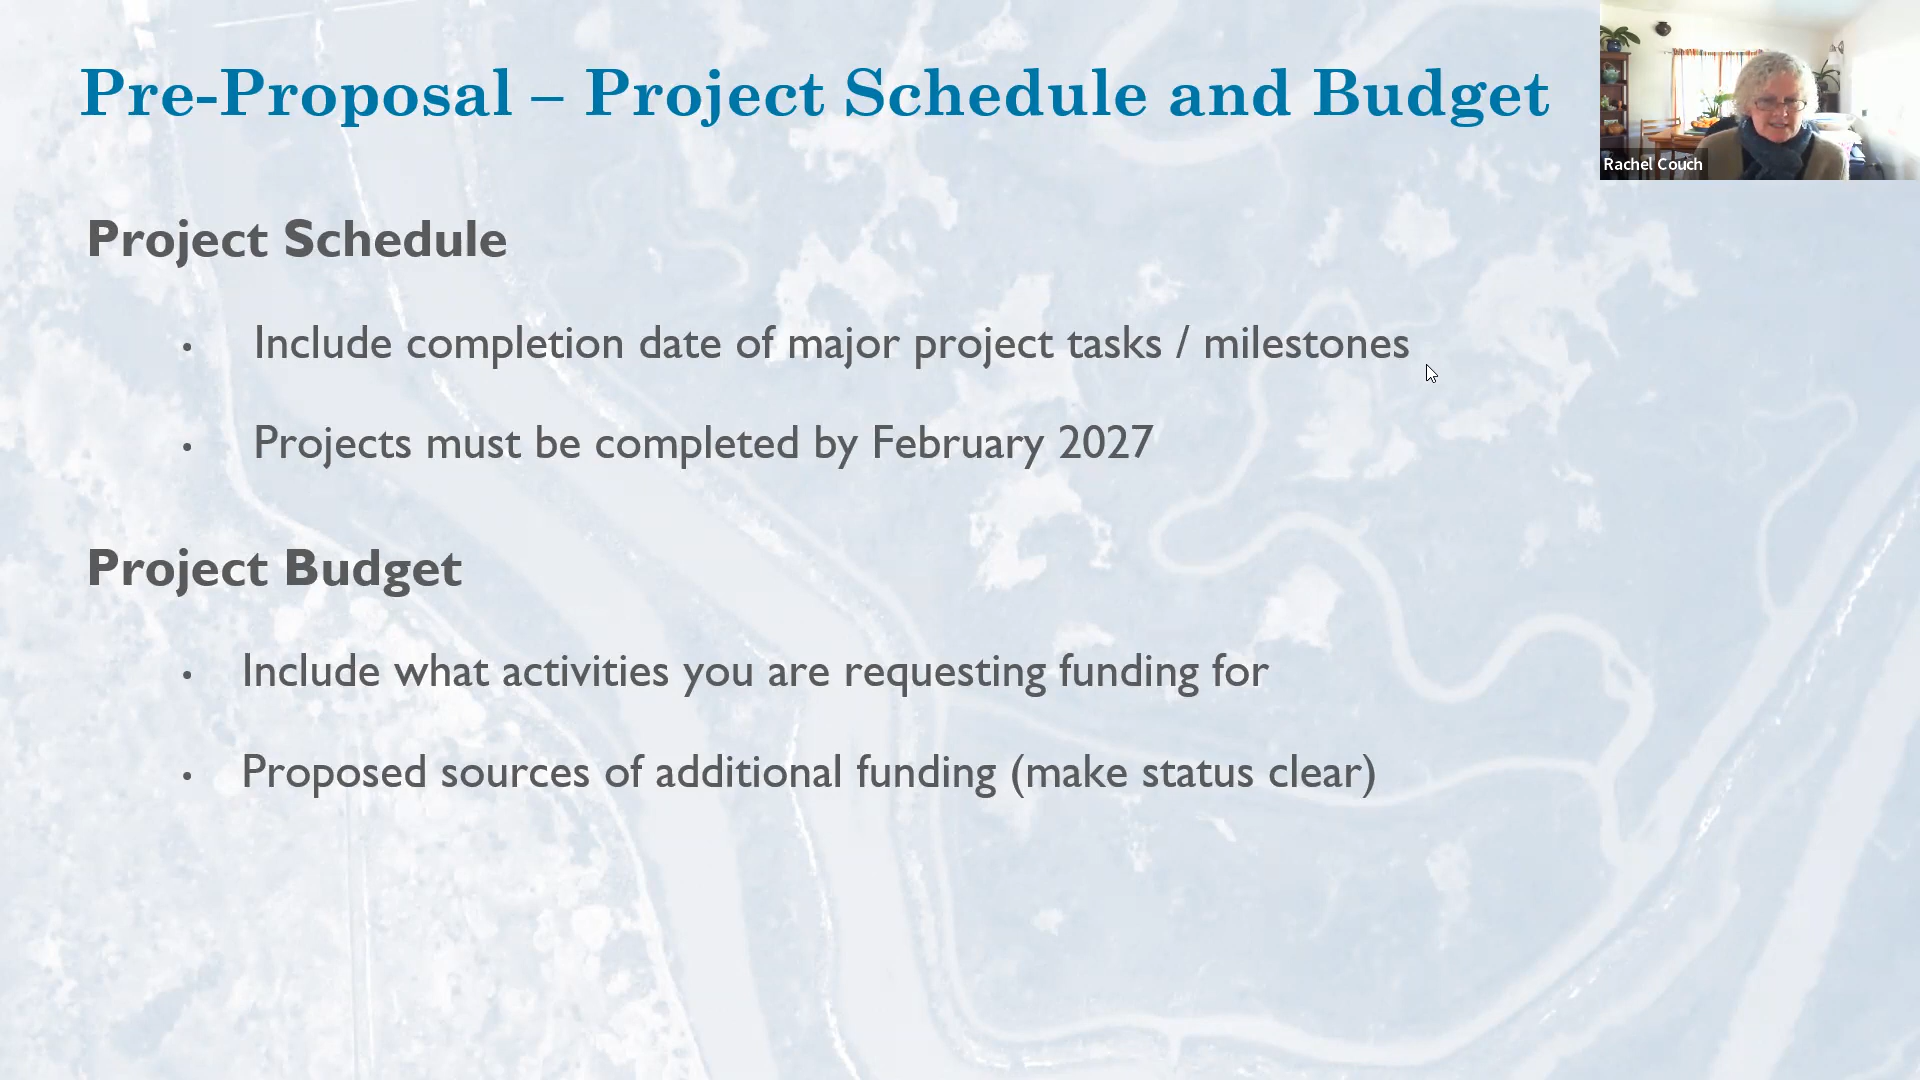 Pre-Proposal – Project Schedule and Budget
Rachel Couch
Project Schedule
• Include completion date of major project tasks / milestones
• Projects must be completed by February 2027
Project Budget
• Include what activities you are requesting funding for
• Proposed sources of additional funding (make status clear)